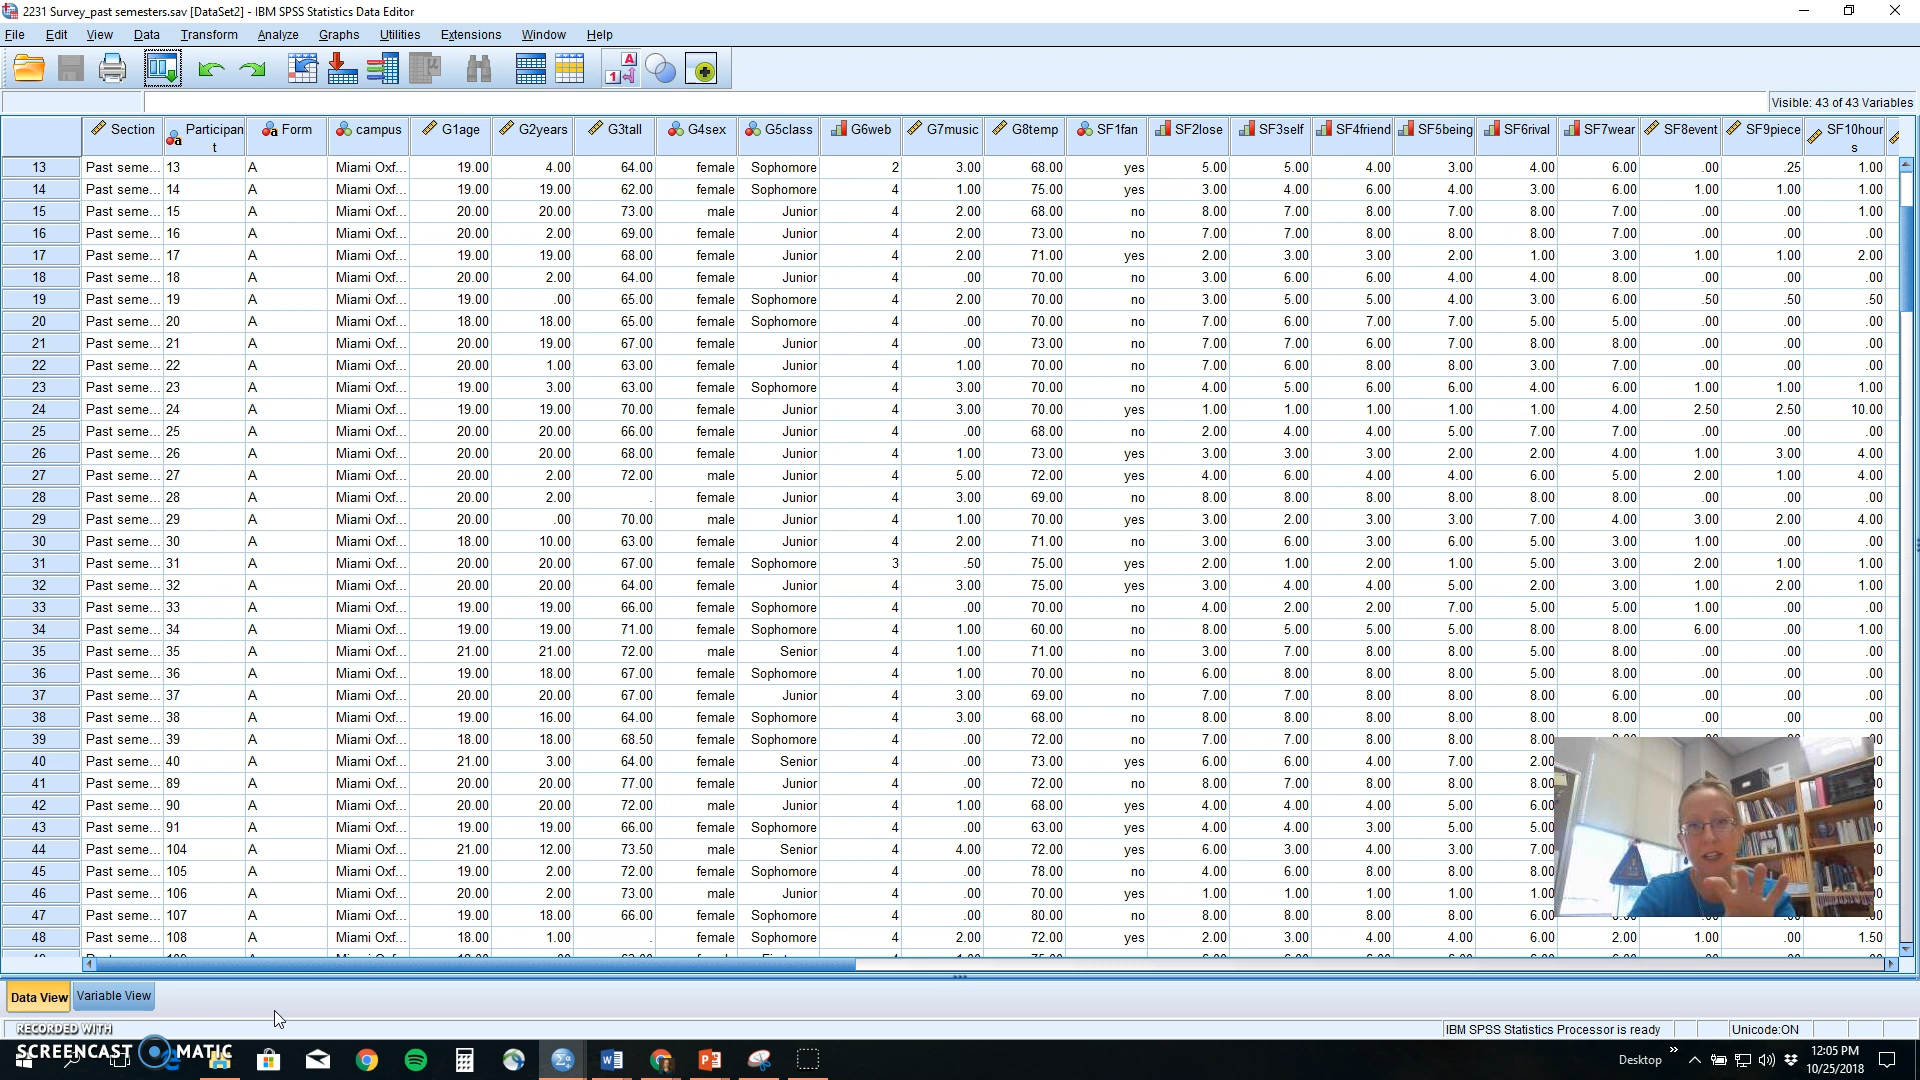 2231 Survey_past semesters.sav [DataSet2] - IBM SPSS Statistics Data Editor
File Edit View Data Transform Analyze Graphs Utilities Extensions Window Help
Visible: 43 of 43 Variables
Section Participant Form campus G1age G2years G3tall G4sex G5class G6web G7music G8temp SF1fan SF2lose SF3self SF4friend SF5being SF6rival SF7wear SF8event SF9piece SF10hours
13 Past seme... 13 A Miami Oxf... 19.00 4.00 64.00 female Sophomore 2 3.00 68.00 yes 5.00 5.00 4.00 3.00 4.00 6.00 .00 .25 1.00
14 Past seme... 14 A Miami Oxf... 19.00 19.00 62.00 female Sophomore 4 1.00 75.00 yes 3.00 4.00 6.00 4.00 3.00 6.00 1.00 1.00 1.00
15 Past seme... 15 A Miami Oxf... 20.00 20.00 73.00 male Junior 4 2.00 68.00 no 8.00 7.00 8.00 7.00 8.00 7.00 .00 .00 1.00
16 Past seme... 16 A Miami Oxf... 20.00 2.00 69.00 female Junior 4 2.00 73.00 no 7.00 7.00 8.00 8.00 8.00 7.00 .00 .00 .00
17 Past seme... 17 A Miami Oxf... 19.00 19.00 68.00 female Junior 4 2.00 71.00 yes 2.00 3.00 3.00 2.00 1.00 3.00 1.00 1.00 2.00
18 Past seme... 18 A Miami Oxf... 20.00 2.00 64.00 female Junior 4 .00 70.00 no 3.00 6.00 6.00 4.00 4.00 8.00 .00 .00 .00
19 Past seme... 19 A Miami Oxf... 19.00 .00 65.00 female Sophomore 4 2.00 70.00 no 3.00 5.00 5.00 4.00 3.00 6.00 .50 .50 .50
20 Past seme... 20 A Miami Oxf... 18.00 18.00 65.00 female Sophomore 4 .00 70.00 no 7.00 6.00 7.00 7.00 5.00 5.00 .00 .00 .00
21 Past seme... 21 A Miami Oxf... 20.00 19.00 67.00 female Junior 4 .00 73.00 no 7.00 7.00 6.00 7.00 8.00 8.00 .00 .00 .00
22 Past seme... 22 A Miami Oxf... 20.00 1.00 63.00 female Junior 4 1.00 70.00 no 7.00 6.00 8.00 8.00 3.00 7.00 .00 .00 .00
23 Past seme... 23 A Miami Oxf... 19.00 3.00 63.00 female Sophomore 4 3.00 70.00 no 4.00 5.00 6.00 6.00 4.00 6.00 1.00 1.00 1.00
24 Past seme... 24 A Miami Oxf... 19.00 19.00 70.00 female Junior 4 3.00 70.00 yes 1.00 1.00 1.00 1.00 1.00 4.00 2.50 2.50 10.00
25 Past seme... 25 A Miami Oxf... 20.00 20.00 66.00 female Junior 4 .00 68.00 no 2.00 4.00 4.00 5.00 7.00 7.00 .00 .00 .00
26 Past seme... 26 A Miami Oxf... 20.00 20.00 68.00 female Junior 4 1.00 73.00 yes 3.00 3.00 3.00 2.00 2.00 4.00 1.00 3.00 4.00
27 Past seme... 27 A Miami Oxf... 20.00 2.00 72.00 male Junior 4 5.00 72.00 yes 4.00 6.00 4.00 4.00 6.00 5.00 2.00 1.00 4.00
28 Past seme... 28 A Miami Oxf... 20.00 2.00 . female Junior 4 3.00 69.00 no 8.00 8.00 8.00 8.00 8.00 8.00 .00 .00 .00
29 Past seme... 29 A Miami Oxf... 20.00 .00 70.00 male Junior 4 1.00 70.00 yes 3.00 2.00 3.00 3.00 7.00 4.00 3.00 2.00 4.00
30 Past seme... 30 A Miami Oxf... 18.00 10.00 63.00 female Junior 4 2.00 71.00 no 3.00 6.00 3.00 6.00 5.00 3.00 1.00 .00 .00
31 Past seme... 31 A Miami Oxf... 20.00 20.00 67.00 female Sophomore 3 .50 75.00 yes 2.00 1.00 2.00 1.00 5.00 3.00 2.00 1.00 1.00
32 Past seme... 32 A Miami Oxf... 20.00 2.00 64.00 female Junior 4 3.00 75.00 yes 3.00 4.00 4.00 5.00 2.00 3.00 1.00 2.00 1.00
33 Past seme... 33 A Miami Oxf... 19.00 19.00 66.00 female Sophomore 4 .00 70.00 no 4.00 2.00 2.00 7.00 5.00 5.00 1.00 .00 .00
34 Past seme... 34 A Miami Oxf... 19.00 19.00 71.00 female Sophomore 4 1.00 60.00 no 8.00 5.00 5.00 5.00 8.00 8.00 6.00 .00 1.00
35 Past seme... 35 A Miami Oxf... 21.00 21.00 72.00 male Senior 4 1.00 71.00 no 3.00 7.00 8.00 8.00 5.00 8.00 .00 .00 .00
36 Past seme... 36 A Miami Oxf... 19.00 18.00 67.00 female Sophomore 4 1.00 70.00 no 6.00 8.00 8.00 8.00 5.00 8.00 .00 .00 .00
37 Past seme... 37 A Miami Oxf... 20.00 20.00 67.00 female Junior 4 3.00 69.00 no 7.00 7.00 8.00 8.00 8.00 6.00 .00 .00 .00
38 Past seme... 38 A Miami Oxf... 19.00 16.00 64.00 female Sophomore 4 3.00 68.00 no 8.00 8.00 8.00 8.00 8.00 8.00 .00 .00 .00
39 Past seme... 39 A Miami Oxf... 18.00 18.00 68.50 female Sophomore 4 .00 72.00 no 7.00 7.00 8.00 8.00 8.00
40 Past seme... 40 A Miami Oxf... 21.00 3.00 64.00 female Senior 4 .00 73.00 yes 6.00 6.00 4.00 7.00 2.00
41 Past seme... 89 A Miami Oxf... 20.00 20.00 77.00 female Junior 4 .00 72.00 no 8.00 7.00 8.00 8.00 8.00
42 Past seme... 90 A Miami Oxf... 20.00 20.00 72.00 male Junior 4 1.00 68.00 yes 4.00 4.00 4.00 5.00 6.00
43 Past seme... 91 A Miami Oxf... 19.00 19.00 66.00 female Sophomore 4 .00 63.00 yes 4.00 4.00 3.00 5.00 5.00
44 Past seme... 104 A Miami Oxf... 21.00 12.00 73.50 male Senior 4 4.00 72.00 yes 6.00 3.00 4.00 3.00 7.00
45 Past seme... 105 A Miami Oxf... 19.00 2.00 72.00 female Sophomore 4 .00 78.00 no 4.00 6.00 8.00 8.00 8.00
46 Past seme... 106 A Miami Oxf... 20.00 2.00 73.00 male Junior 4 .00 70.00 yes 1.00 1.00 1.00 1.00 1.00
47 Past seme... 107 A Miami Oxf... 19.00 18.00 66.00 female Sophomore 4 .00 80.00 no 8.00 8.00 8.00 8.00 6.00
48 Past seme... 108 A Miami Oxf... 18.00 1.00 . female Sophomore 4 2.00 72.00 yes 2.00 3.00 4.00 4.00 6.00 2.00 1.00 .00 1.50
Data View Variable View
IBM SPSS Statistics Processor is ready Unicode:ON
RECORDED WITH
SCREENCAST MATIC
Desktop
12:05 PM
10/25/2018